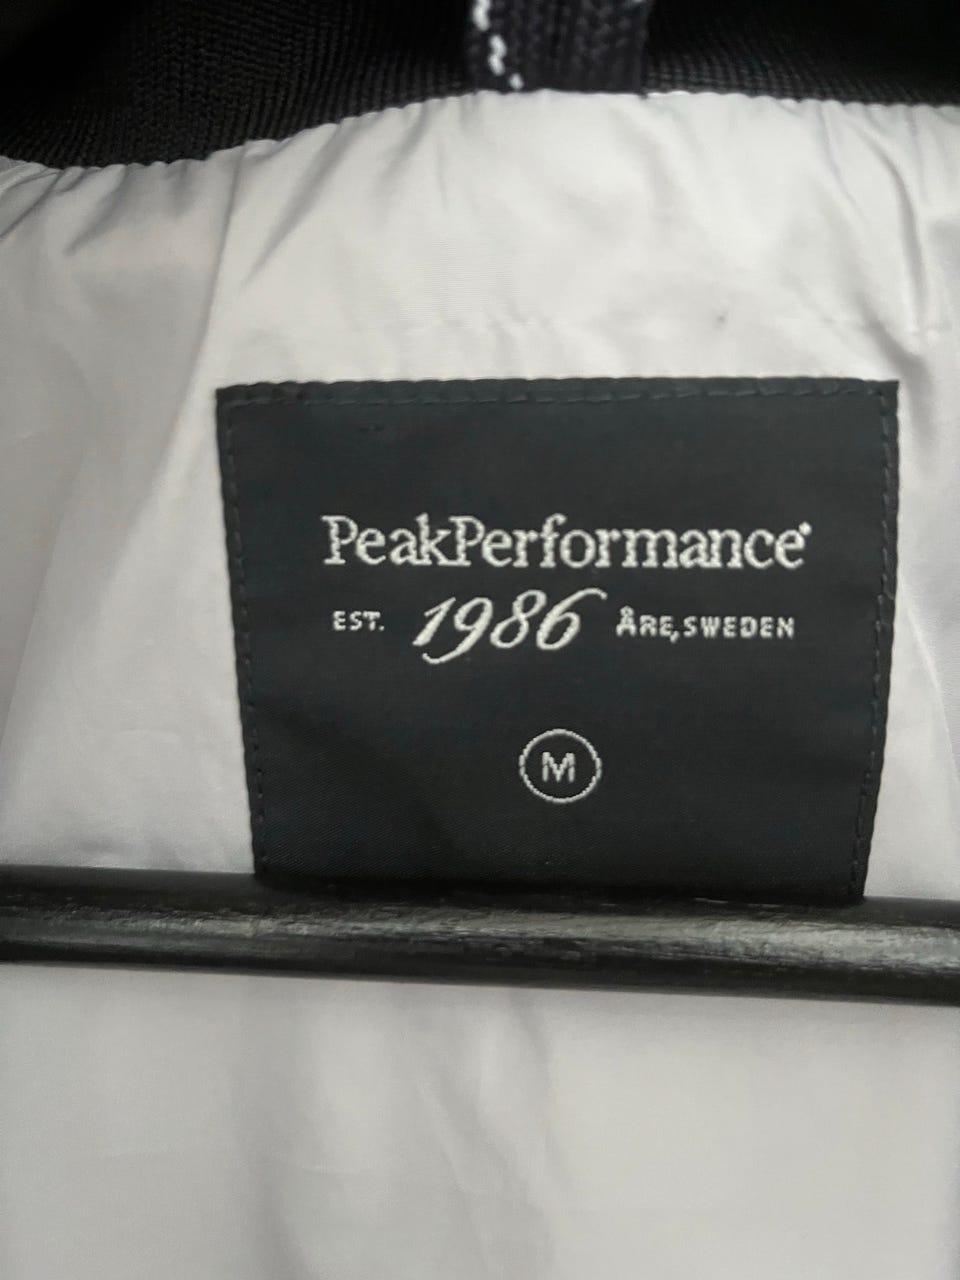 PeakPerformance
EST. 1986 ÅRE, SWEDEN
M